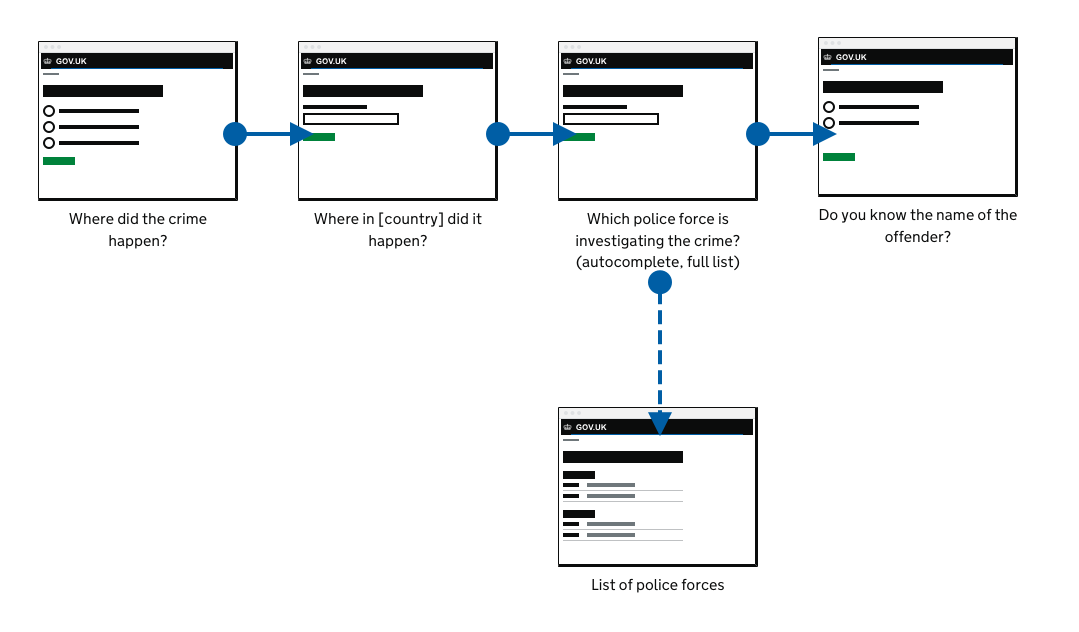 GOV.UK
GOV.UK
GOV.UK
GOV.UK
Where did the crime
happen?
Where in [country] did it
happen?
Which police force is
investigating the crime?
(autocomplete, full list)
Do you know the name of the
offender?
GOV.UK
List of police forces